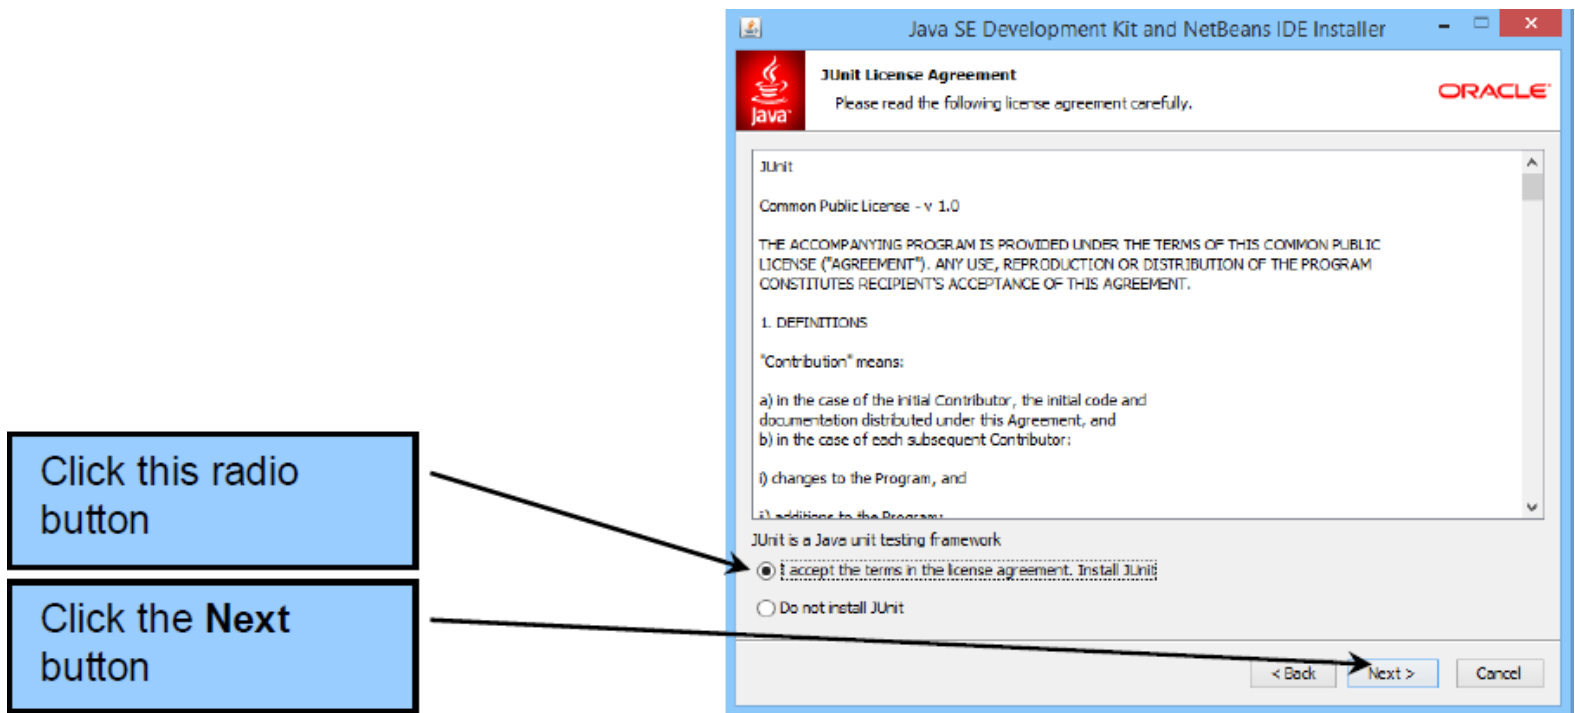 Java SE Development Kit and NetBeans IDE Installer
Java
JUnit License Agreement
Please read the following license agreement carefully.
ORACLE
JUnit
Common Public License - v 1.0
THE ACCOMPANYING PROGRAM IS PROVIDED UNDER THE TERMS OF THIS COMMON PUBLIC
LICENSE ("AGREEMENT"). ANY USE, REPRODUCTION OR DISTRIBUTION OF THE PROGRAM
CONSTITUTES RECIPIENT'S ACCEPTANCE OF THIS AGREEMENT.
1. DEFINITIONS
"Contribution" means:
a) in the case of the initial Contributor, the initial code and
documentation distributed under this Agreement, and
b) in the case of each subsequent Contributor:
i) changes to the Program, and
ii) additions to the Program;
JUnit is a Java unit testing framework
I accept the terms in the license agreement. Install JUnit
Do not install JUnit
< Back
Next >
Cancel
Click this radio
button
Click the Next
button